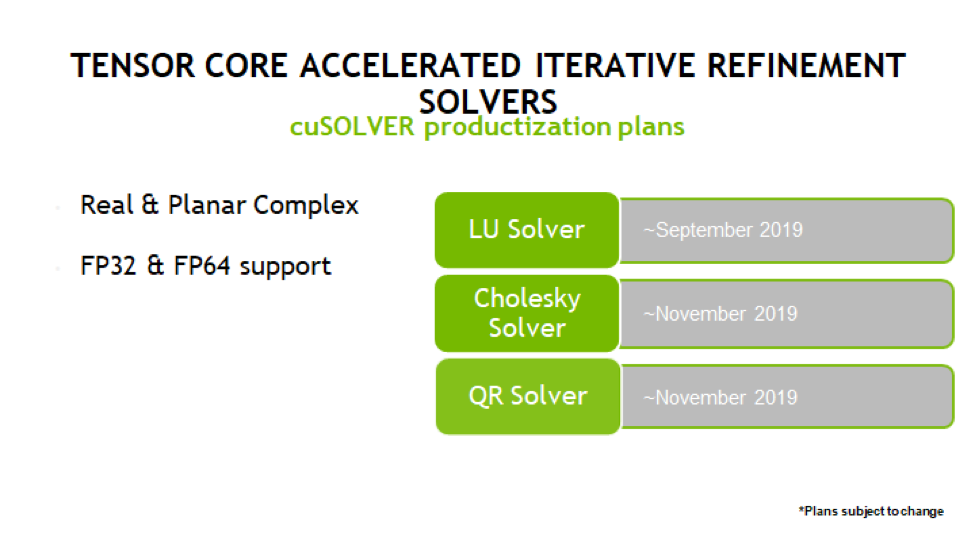 TENSOR CORE ACCELERATED ITERATIVE REFINEMENT
SOLVERS
cuSOLVER productization plans
Real & Planar Complex
FP32 & FP64 support
LU Solver
~September 2019
Cholesky
Solver
~November 2019
QR Solver
~November 2019
*Plans subject to change